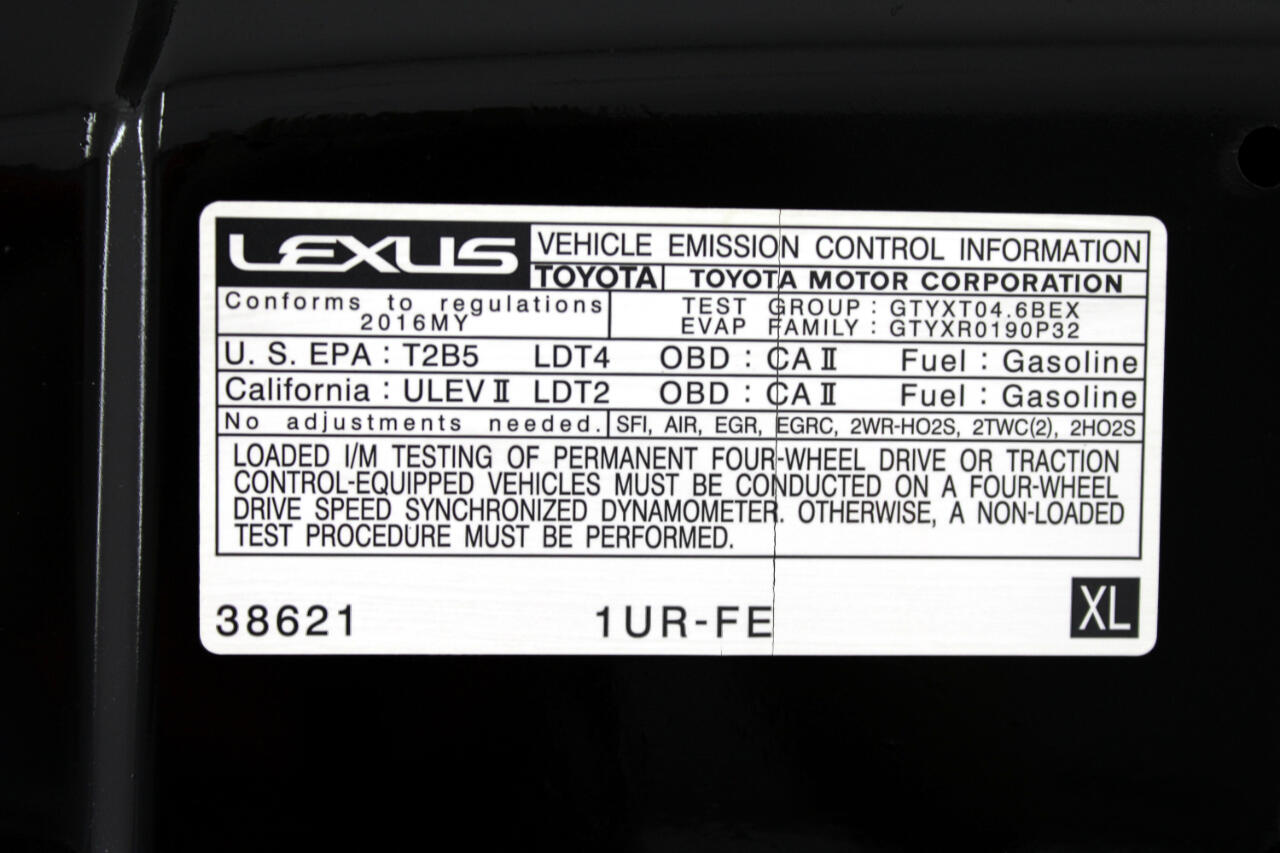 LEXUS VEHICLE EMISSION CONTROL INFORMATION
TOYOTA TOYOTA MOTOR CORPORATION
Conforms to regulations
2016MY
TEST GROUP : GTYXT04.6BEX
EVAP FAMILY : GTYXR0190P32
U. S. EPA : T2B5 LDT4 OBD : CA II Fuel : Gasoline
California : ULEV II LDT2 OBD : CA II Fuel : Gasoline
No adjustments needed. SFI, AIR, EGR, EGRC, 2WR-HO2S, 2TWC(2), 2HO2S
LOADED I/M TESTING OF PERMANENT FOUR-WHEEL DRIVE OR TRACTION
CONTROL-EQUIPPED VEHICLES MUST BE CONDUCTED ON A FOUR-WHEEL
DRIVE SPEED SYNCHRONIZED DYNAMOMETER. OTHERWISE, A NON-LOADED
TEST PROCEDURE MUST BE PERFORMED.
38621 1UR-FE XL